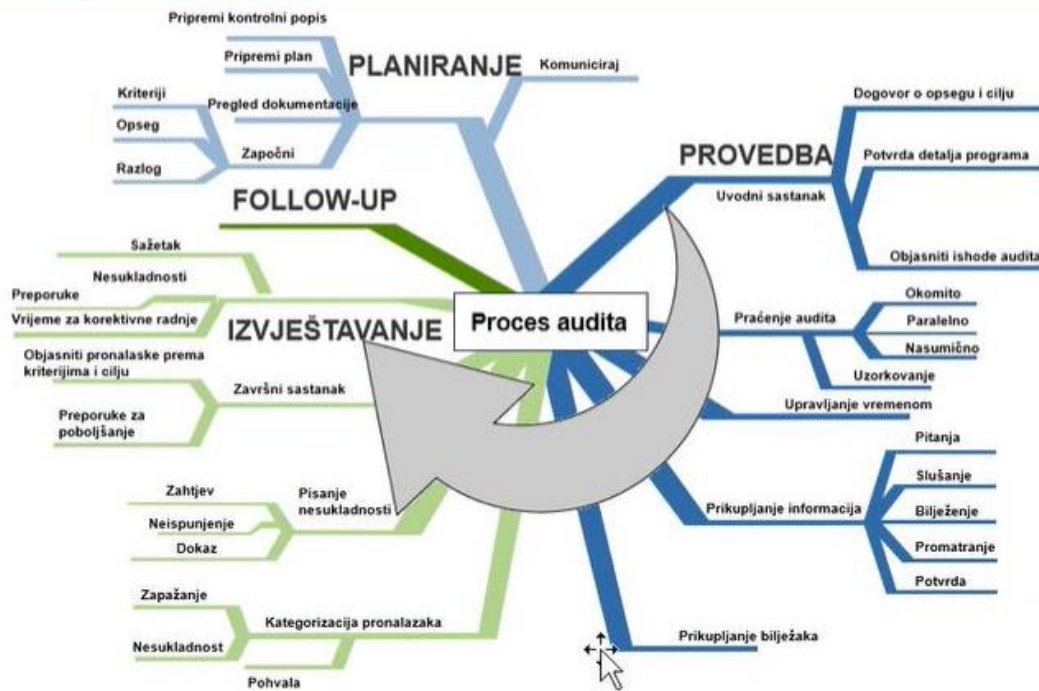 Pripremi kontrolni popis
Pripremi plan
PLANIRANJE
Komuniciraj
Kriteriji
Pregled dokumentacije
Opseg
Započni
Razlog
FOLLOW-UP
Dogovor o opsegu i cilju
PROVEDBA
Potvrda detalja programa
Uvodni sastanak
Objasniti ishode audita
Sažetak
Nesukladnosti
Preporuke
Vrijeme za korektivne radnje
IZVJEŠTAVANJE
Proces audita
Okomito
Praćenje audita
Paralelno
Nasumično
Uzorkovanje
Upravljanje vremenom
Objasniti pronalaske prema
kriterijima i cilju
Završni sastanak
Preporuke za
poboljšanje
Pitanja
Slušanje
Prikupljanje informacija
Bilježenje
Promatranje
Potvrda
Zahtjev
Pisanje
nesukladnosti
Neispunjenje
Dokaz
Zapažanje
Kategorizacija pronalazaka
Nesukladnost
Pohvala
Prikupljanje bilježaka